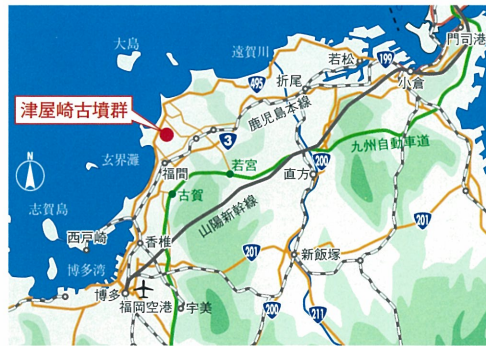 門司港
大島
遠賀川
若松
199
小倉
495
折尾
津屋崎古墳群
鹿児島本線
3
九州自動車道
N
玄界灘
福間
若宮
200
直方
古賀
志賀島
山陽新幹線
201
西戸崎
香椎
201
新飯塚
博多湾
博多
福岡空港
宇美
200
211